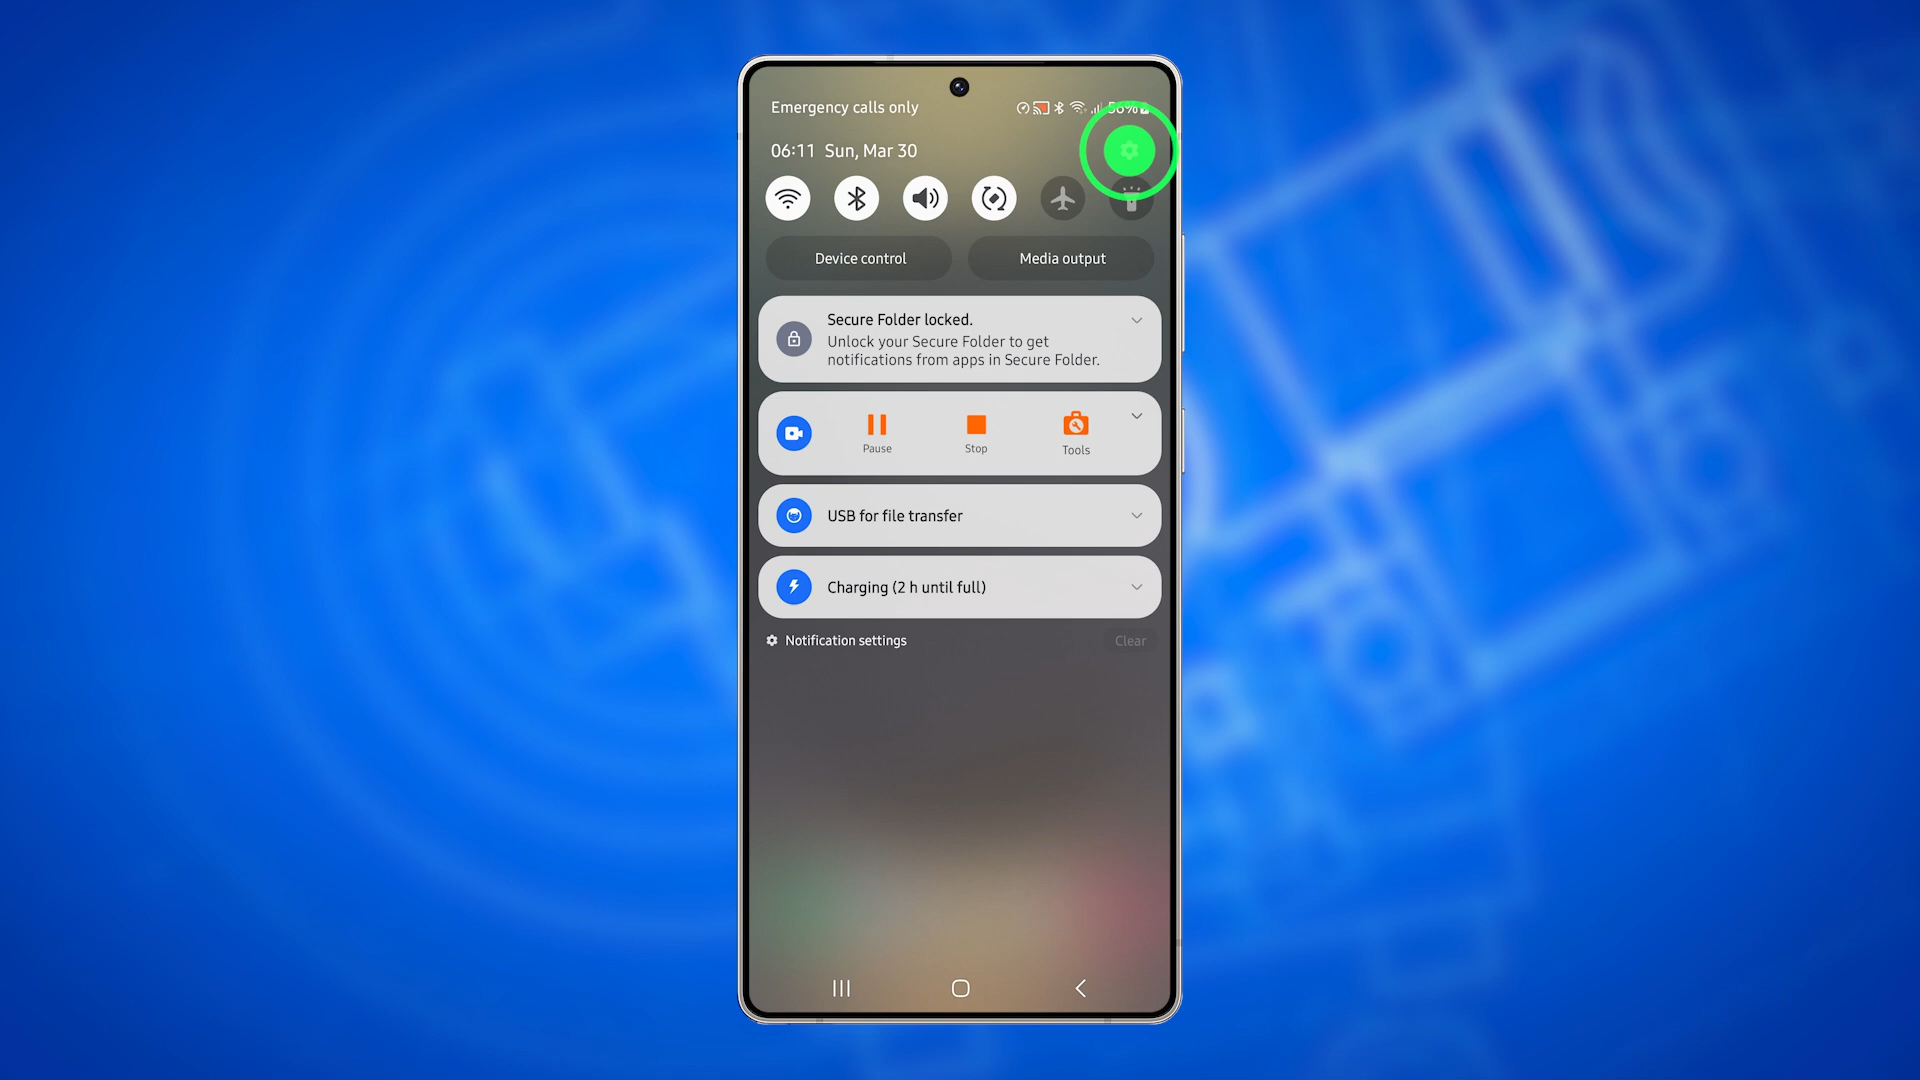 Emergency calls only
56%
06:11 Sun, Mar 30
Device control
Media output
Secure Folder locked.
Unlock your Secure Folder to get
notifications from apps in Secure Folder.
Pause
Stop
Tools
USB for file transfer
Charging (2 h until full)
Notification settings
Clear